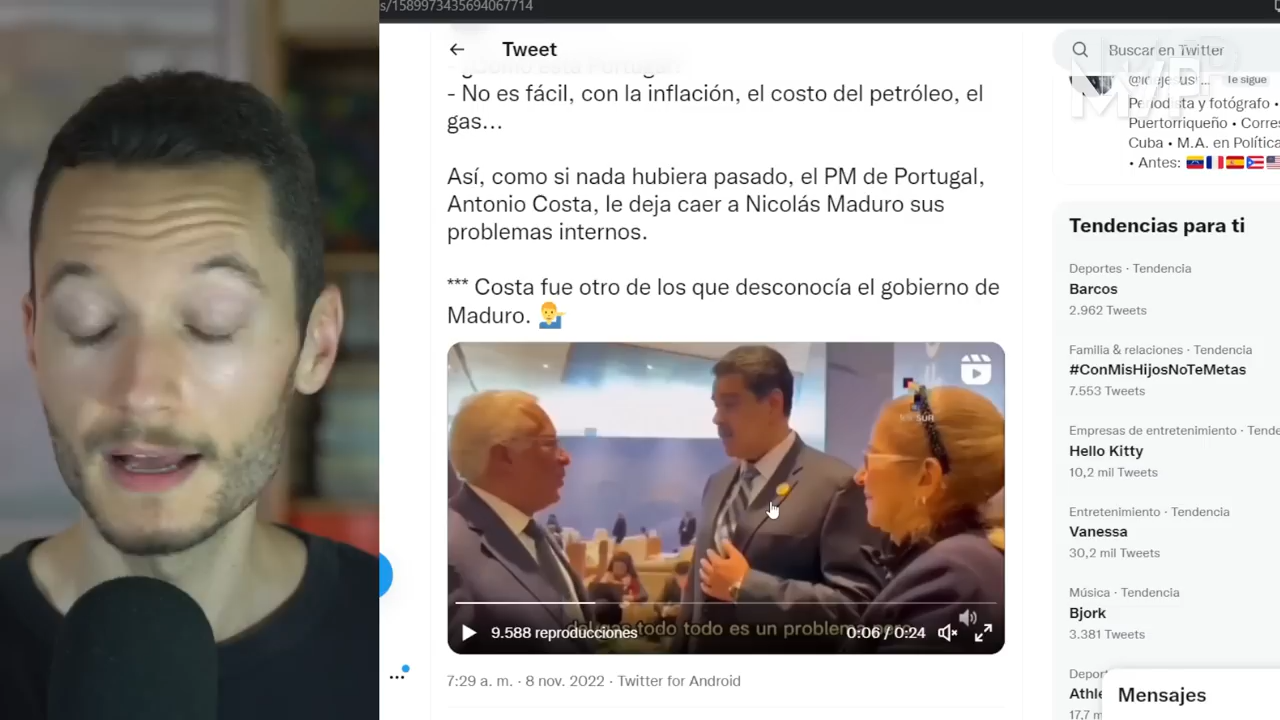 s/1589973435694067714
Tweet
- No es fácil, con la inflación, el costo del petróleo, el
gas...
Así, como si nada hubiera pasado, el PM de Portugal,
Antonio Costa, le deja caer a Nicolás Maduro sus
problemas internos.
*** Costa fue otro de los que desconocía el gobierno de
Maduro.
todo todo es un problema pero
9.588 reproducciones
0:06 / 0:24
7:29 a. m. · 8 nov. 2022 · Twitter for Android
Buscar en Twitter
Te sigue
Periodista y fotógrafo •
Puertorriqueño •
Cuba • M.A. en Política
• Antes:
Tendencias para ti
Deportes · Tendencia
Barcos
2.962 Tweets
Familia & relaciones · Tendencia
#ConMisHijosNoTeMetas
7.553 Tweets
Empresas de entretenimiento · Tende
Hello Kitty
10,2 mil Tweets
Entretenimiento · Tendencia
Vanessa
30,2 mil Tweets
Música · Tendencia
Bjork
3.381 Tweets
Mensajes